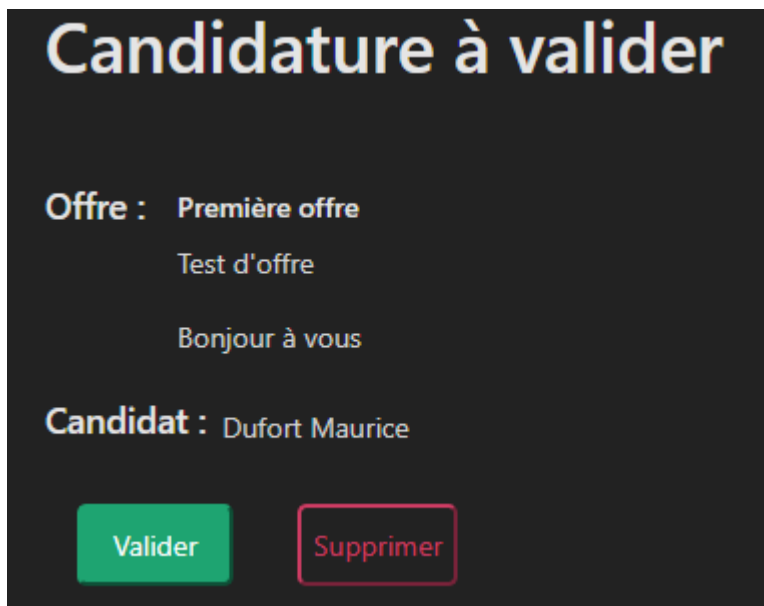 Candidature à valider
Offre : Première offre
Test d'offre
Bonjour à vous
Candidat : Dufort Maurice
Valider Supprimer